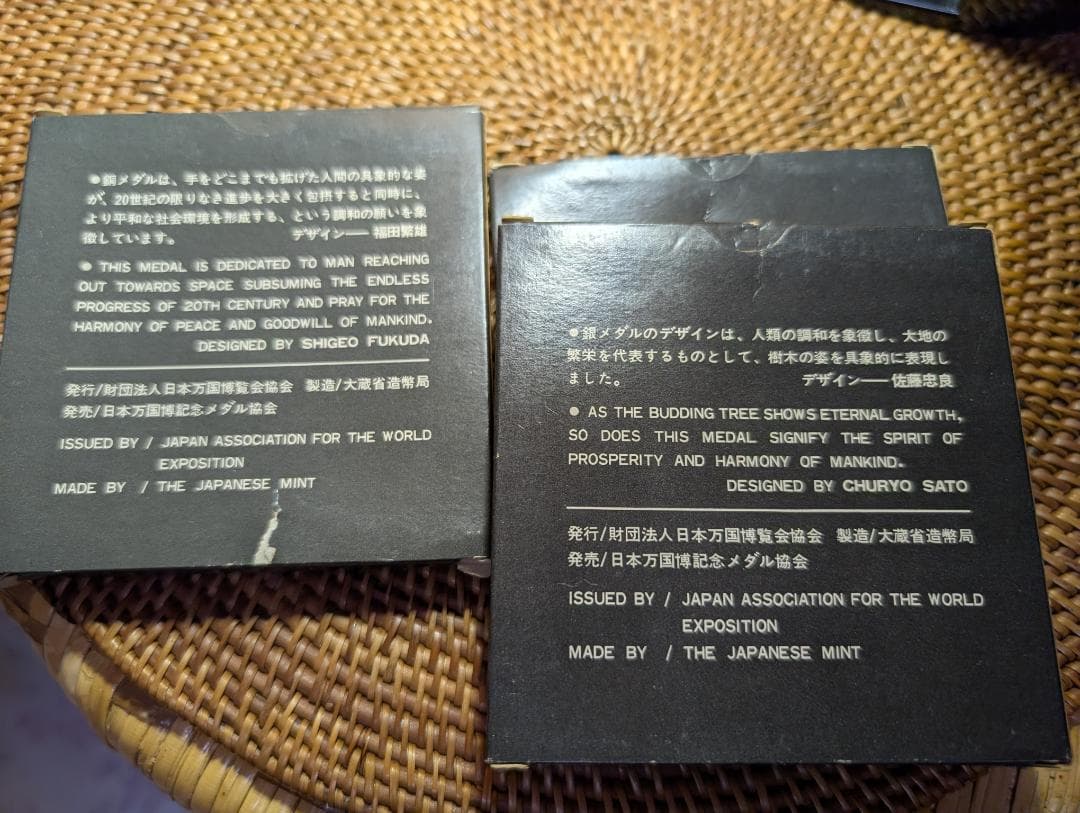 ●銅メダルは、手をどこまでも拡げた人間の具象的な姿
が、20世紀の限りなき進歩を大きく包摂すると同時に、
より平和な社会環境を形成する、という調和の願いを象
徴しています。 デザイン──福田繁雄
● THIS MEDAL IS DEDICATED TO MAN REACHING
OUT TOWARDS SPACE SUBSUMING THE ENDLESS
PROGRESS OF 20TH CENTURY AND PRAY FOR THE
HARMONY OF PEACE AND GOODWILL OF MANKIND.
DESIGNED BY SHIGEO FUKUDA
発行/財団法人日本万国博覧会協会 製造/大蔵省造幣局
発売/日本万国博記念メダル協会
ISSUED BY / JAPAN ASSOCIATION FOR THE WORLD
EXPOSITION
MADE BY / THE JAPANESE MINT
●銀メダルのデザインは、人類の調和を象徴し、大地の
繁栄を代表するものとして、樹木の姿を具象的に表現し
ました。 デザイン──佐藤忠良
● AS THE BUDDING TREE SHOWS ETERNAL GROWTH,
SO DOES THIS MEDAL SIGNIFY THE SPIRIT OF
PROSPERITY AND HARMONY OF MANKIND.
DESIGNED BY CHURYO SATO
発行/財団法人日本万国博覧会協会 製造/大蔵省造幣局
発売/日本万国博記念メダル協会
ISSUED BY / JAPAN ASSOCIATION FOR THE WORLD
EXPOSITION
MADE BY / THE JAPANESE MINT